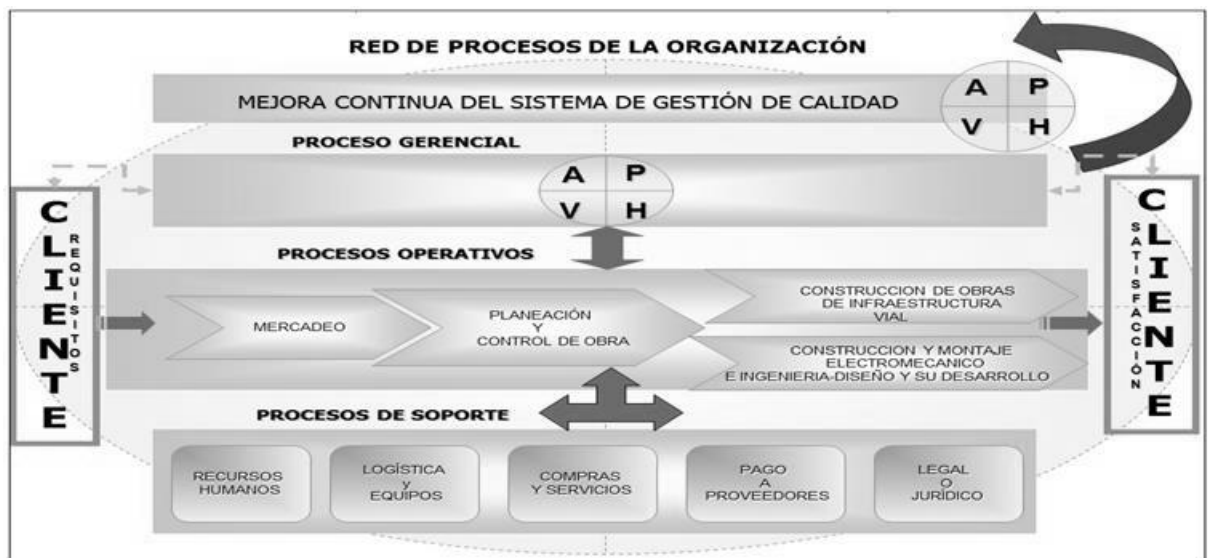 RED DE PROCESOS DE LA ORGANIZACIÓN
MEJORA CONTINUA DEL SISTEMA DE GESTIÓN DE CALIDAD
A P
V H
PROCESO GERENCIAL
A P
V H
CLIENTE
REQUISITOS
PROCESOS OPERATIVOS
MERCADEO
PLANEACIÓN
Y
CONTROL DE OBRA
CONSTRUCCION DE OBRAS
DE INFRAESTRUCTURA
VIAL
CONSTRUCCION Y MONTAJE
ELECTROMECANICO
E INGENIERIA-DISEÑO Y SU DESARROLLO
SATISFACCIÓN
CLIENTE
PROCESOS DE SOPORTE
RECURSOS
HUMANOS
LOGÍSTICA
y
EQUIPOS
COMPRAS
Y SERVICIOS
PAGO
A
PROVEEDORES
LEGAL
O
JURÍDICO